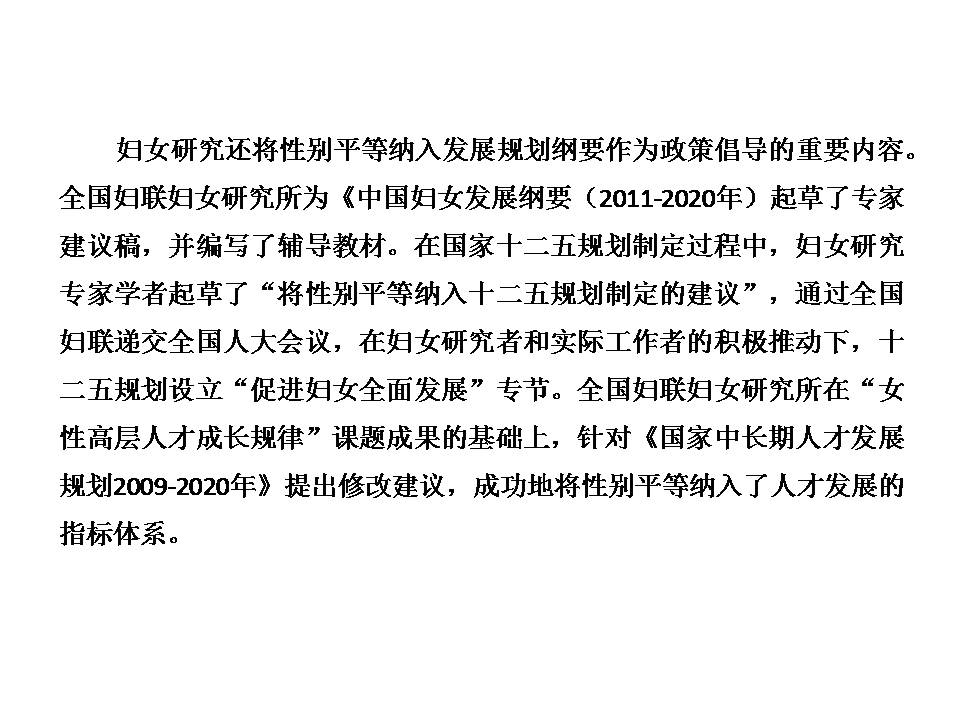 妇女研究还将性别平等纳入发展规划纲要作为政策倡导的重要内容。
全国妇联妇女研究所为《中国妇女发展纲要（2011-2020年）起草了专家
建议稿，并编写了辅导教材。在国家十二五规划制定过程中，妇女研究
专家学者起草了“将性别平等纳入十二五规划制定的建议”，通过全国
妇联递交全国人大会议，在妇女研究者和实际工作者的积极推动下，十
二五规划设立“促进妇女全面发展”专节。全国妇联妇女研究所在“女
性高层人才成长规律”课题成果的基础上，针对《国家中长期人才发展
规划2009-2020年》提出修改建议，成功地将性别平等纳入了人才发展的
指标体系。